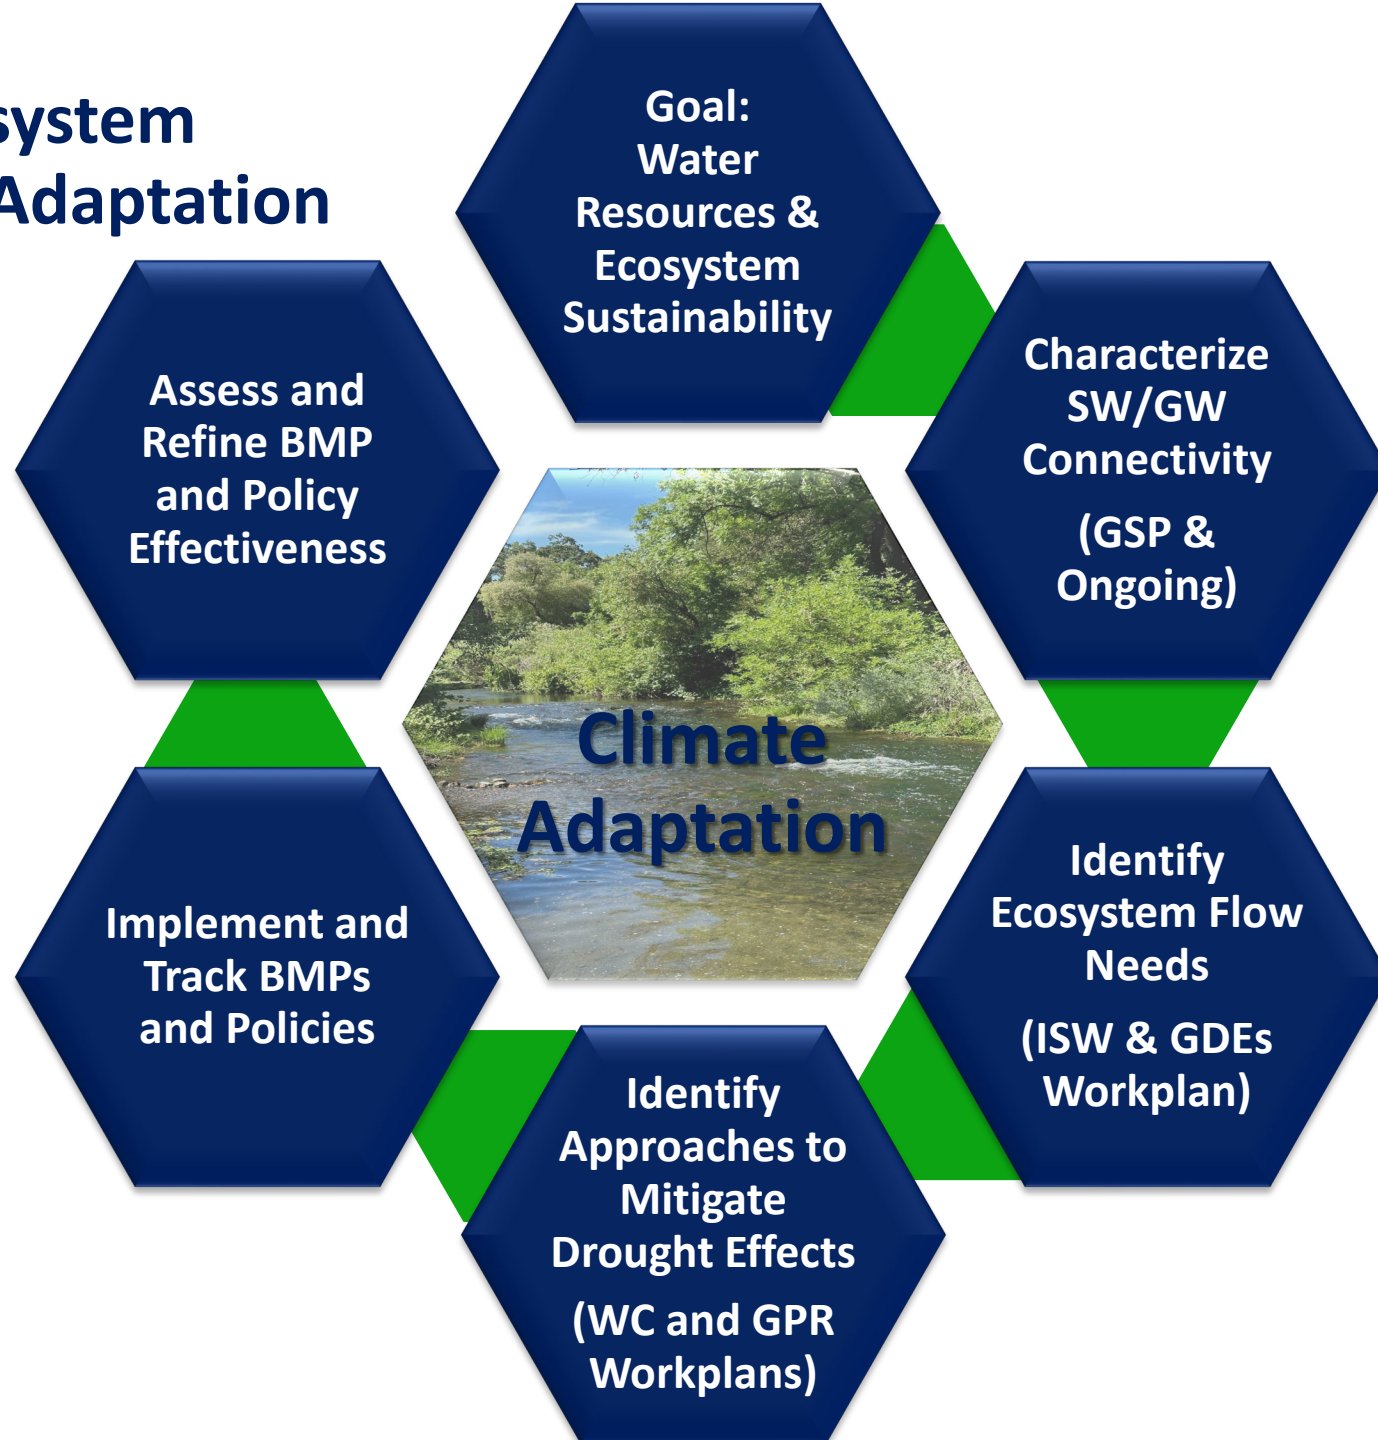 system
Adaptation
Goal:
Water
Resources &
Ecosystem
Sustainability
Characterize
SW/GW
Connectivity
(GSP &
Ongoing)
Identify
Ecosystem Flow
Needs
(ISW & GDEs
Workplan)
Identify
Approaches to
Mitigate
Drought Effects
(WC and GPR
Workplans)
Implement and
Track BMPs
and Policies
Assess and
Refine BMP
and Policy
Effectiveness
Climate
Adaptation